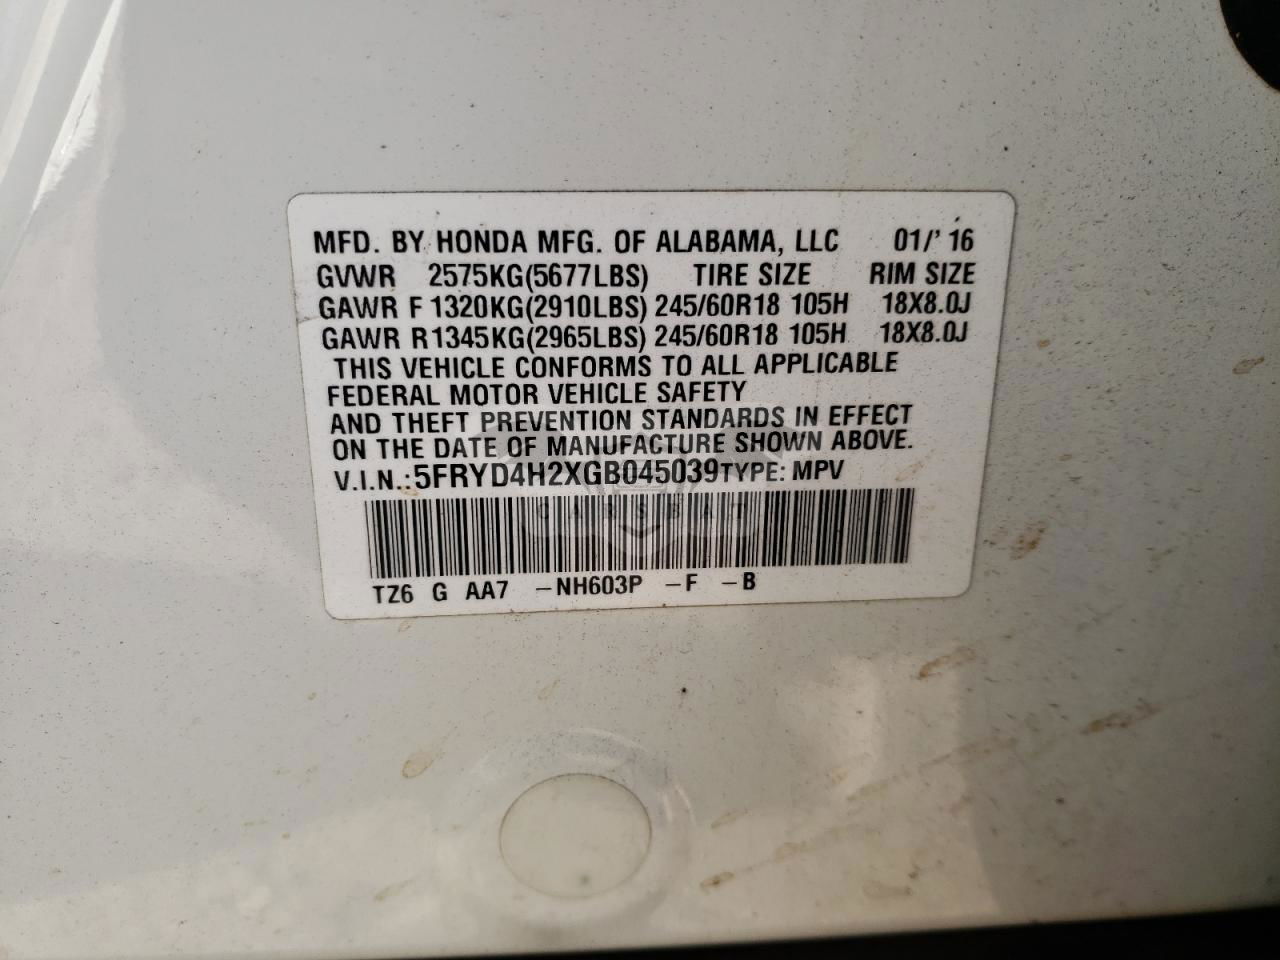 MFD. BY HONDA MFG. OF ALABAMA, LLC 01/'16
GVWR 2575KG(5677LBS) TIRE SIZE RIM SIZE
GAWR F 1320KG(2910LBS) 245/60R18 105H 18X8.0J
GAWR R1345KG(2965LBS) 245/60R18 105H 18X8.0J
THIS VEHICLE CONFORMS TO ALL APPLICABLE
FEDERAL MOTOR VEHICLE SAFETY
AND THEFT PREVENTION STANDARDS IN EFFECT
ON THE DATE OF MANUFACTURE SHOWN ABOVE.
V.I.N.:5FRYD4H2XGB045039TYPE: MPV
CARSBAT
TZ6 G AA7 -NH603P -F -B